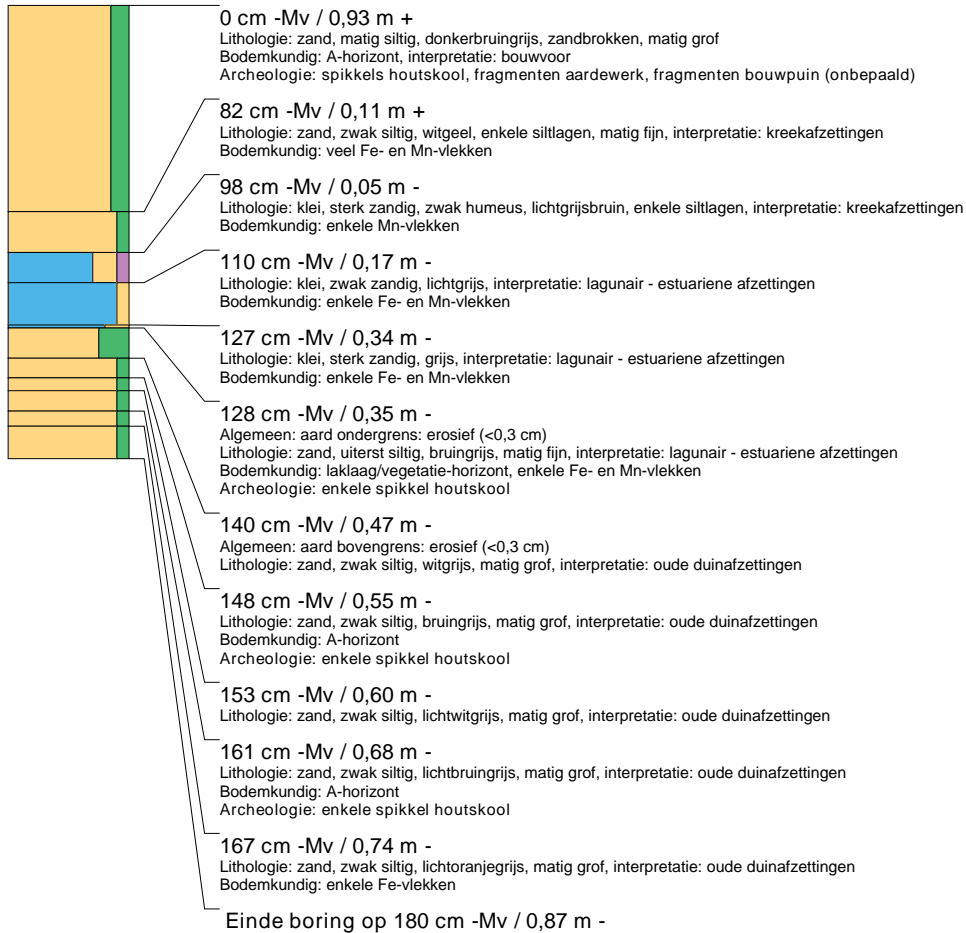 0 cm -Mv / 0,93 m +
Lithologie: zand, matig siltig, donkerbruingrijs, zandbrokken, matig grof
Bodemkundig: A-horizont, interpretatie: bouwvoor
Archeologie: spikkels houtskool, fragmenten aardewerk, fragmenten bouwpuin (onbepaald)
82 cm -Mv / 0,11 m +
Lithologie: zand, zwak siltig, witgeel, enkele siltlagen, matig fijn, interpretatie: kreekafzettingen
Bodemkundig: veel Fe- en Mn-vlekken
98 cm -Mv / 0,05 m -
Lithologie: klei, sterk zandig, zwak humeus, lichtgrijsbruin, enkele siltlagen, interpretatie: kreekafzettingen
Bodemkundig: enkele Mn-vlekken
110 cm -Mv / 0,17 m -
Lithologie: klei, zwak zandig, lichtgrijs, interpretatie: lagunair - estuariene afzettingen
Bodemkundig: enkele Fe- en Mn-vlekken
127 cm -Mv / 0,34 m -
Lithologie: klei, sterk zandig, grijs, interpretatie: lagunair - estuariene afzettingen
Bodemkundig: enkele Fe- en Mn-vlekken
128 cm -Mv / 0,35 m -
Algemeen: aard ondergrens: erosief (<0,3 cm)
Lithologie: zand, uiterst siltig, bruingrijs, matig fijn, interpretatie: lagunair - estuariene afzettingen
Bodemkundig: laklaag/vegetatie-horizont, enkele Fe- en Mn-vlekken
Archeologie: enkele spikkel houtskool
140 cm -Mv / 0,47 m -
Algemeen: aard bovengrens: erosief (<0,3 cm)
Lithologie: zand, zwak siltig, witgrijs, matig grof, interpretatie: oude duinafzettingen
148 cm -Mv / 0,55 m -
Lithologie: zand, zwak siltig, bruingrijs, matig grof, interpretatie: oude duinafzettingen
Bodemkundig: A-horizont
Archeologie: enkele spikkel houtskool
153 cm -Mv / 0,60 m -
Lithologie: zand, zwak siltig, lichtwitgrijs, matig grof, interpretatie: oude duinafzettingen
161 cm -Mv / 0,68 m -
Lithologie: zand, zwak siltig, lichtbruingrijs, matig grof, interpretatie: oude duinafzettingen
Bodemkundig: A-horizont
Archeologie: enkele spikkel houtskool
167 cm -Mv / 0,74 m -
Lithologie: zand, zwak siltig, lichtoranjegrijs, matig grof, interpretatie: oude duinafzettingen
Bodemkundig: enkele Fe-vlekken
Einde boring op 180 cm -Mv / 0,87 m -